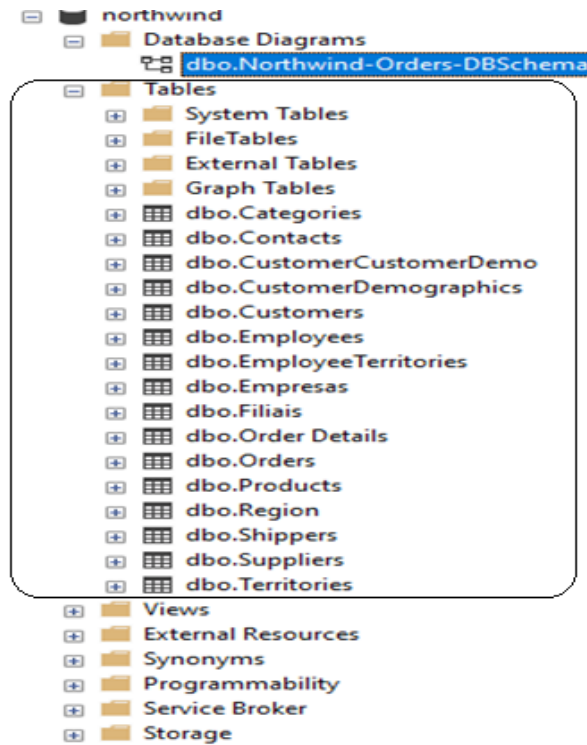 northwind
Database Diagrams
dbo.Northwind-Orders-DBSchema
Tables
System Tables
FileTables
External Tables
Graph Tables
dbo.Categories
dbo.Contacts
dbo.CustomerCustomerDemo
dbo.CustomerDemographics
dbo.Customers
dbo.Employees
dbo.EmployeeTerritories
dbo.Empresas
dbo.Filiais
dbo.Order Details
dbo.Orders
dbo.Products
dbo.Region
dbo.Shippers
dbo.Suppliers
dbo.Territories
Views
External Resources
Synonyms
Programmability
Service Broker
Storage